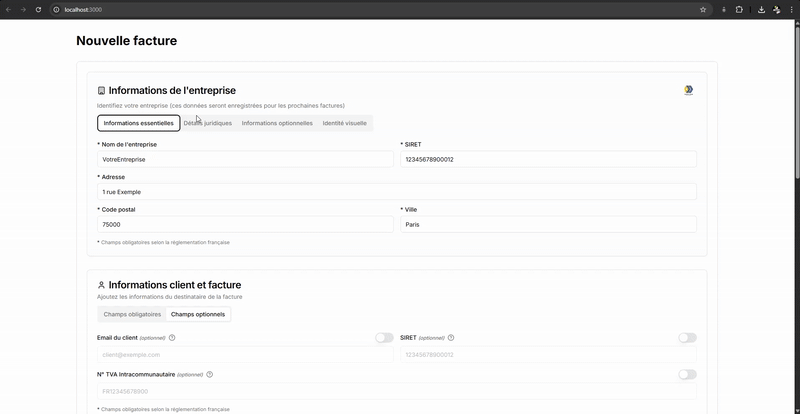 localhost:3000
Nouvelle facture
Informations de l'entreprise
Identifiez votre entreprise (ces données seront enregistrées pour les prochaines factures)
Informations essentielles Détails juridiques Informations optionnelles Identité visuelle
* Nom de l'entreprise * SIRET
VotreEntreprise 12345678900012
* Adresse
1 rue Exemple
* Code postal * Ville
75000 Paris
* Champs obligatoires selon la réglementation française
Informations client et facture
Ajoutez les informations du destinataire de la facture
Champs obligatoires Champs optionnels
Email du client (optionnel) SIRET (optionnel)
client@exemple.com 12345678900012
N° TVA Intracommunautaire (optionnel)
FR12345678900
* Champs obligatoires selon la réglementation française